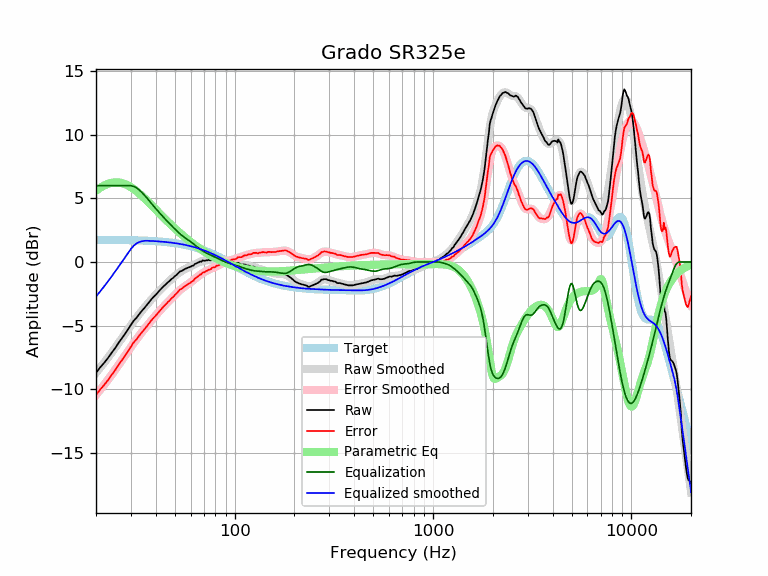 Grado SR325e
Amplitude (dBr)
15
10
5
0
−5
−10
−15
Target
Raw Smoothed
Error Smoothed
Raw
Error
Parametric Eq
Equalization
Equalized smoothed
100
1000
10000
Frequency (Hz)